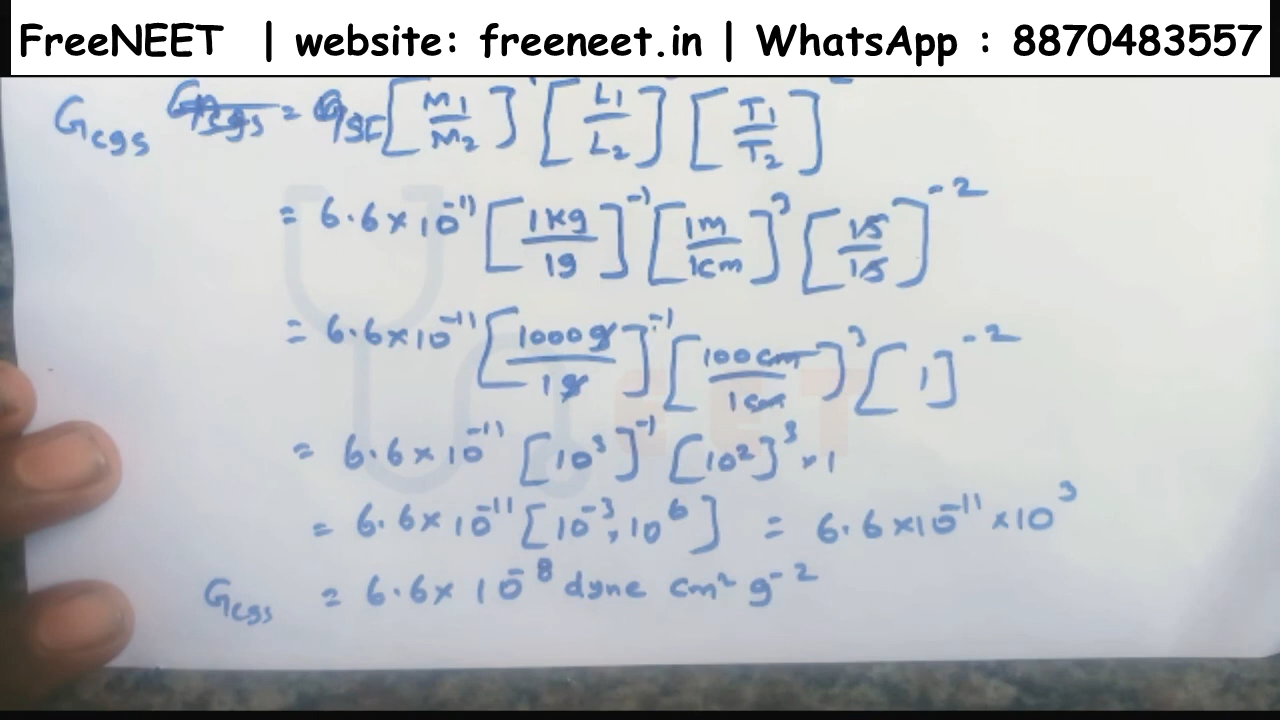 FreeNEET | website: freeneet.in | WhatsApp : 8870483557
G_cgs = G_SI [M₁/M₂] [L₁/L₂] [T₁/T₂]
= 6.6 × 10⁻¹¹ [1kg/1g]⁻¹ [1m/1cm]³ [1s/1s]⁻²
= 6.6 × 10⁻¹¹ [1000g/1g]⁻¹ [100cm/1cm]³ [1]⁻²
= 6.6 × 10⁻¹¹ [10³]⁻¹ [10²]³ × 1
= 6.6 × 10⁻¹¹ [10⁻³ × 10⁶] = 6.6 × 10⁻¹¹ × 10³
G_cgs = 6.6 × 10⁻⁸ dyne cm² g⁻²